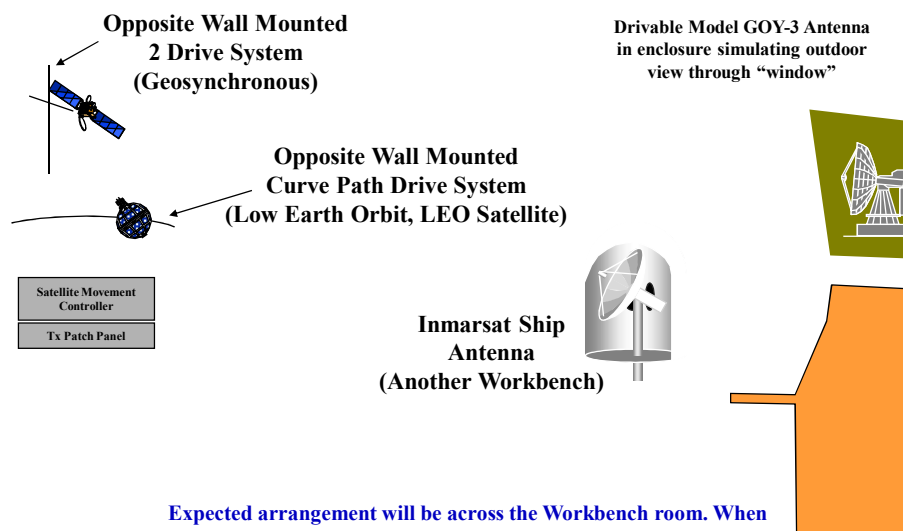 Opposite Wall Mounted
2 Drive System
(Geosynchronous)
Drivable Model GOY-3 Antenna
in enclosure simulating outdoor
view through “window”
Opposite Wall Mounted
Curve Path Drive System
(Low Earth Orbit, LEO Satellite)
Satellite Movement
Controller
Tx Patch Panel
Inmarsat Ship
Antenna
(Another Workbench)
Expected arrangement will be across the Workbench room. When